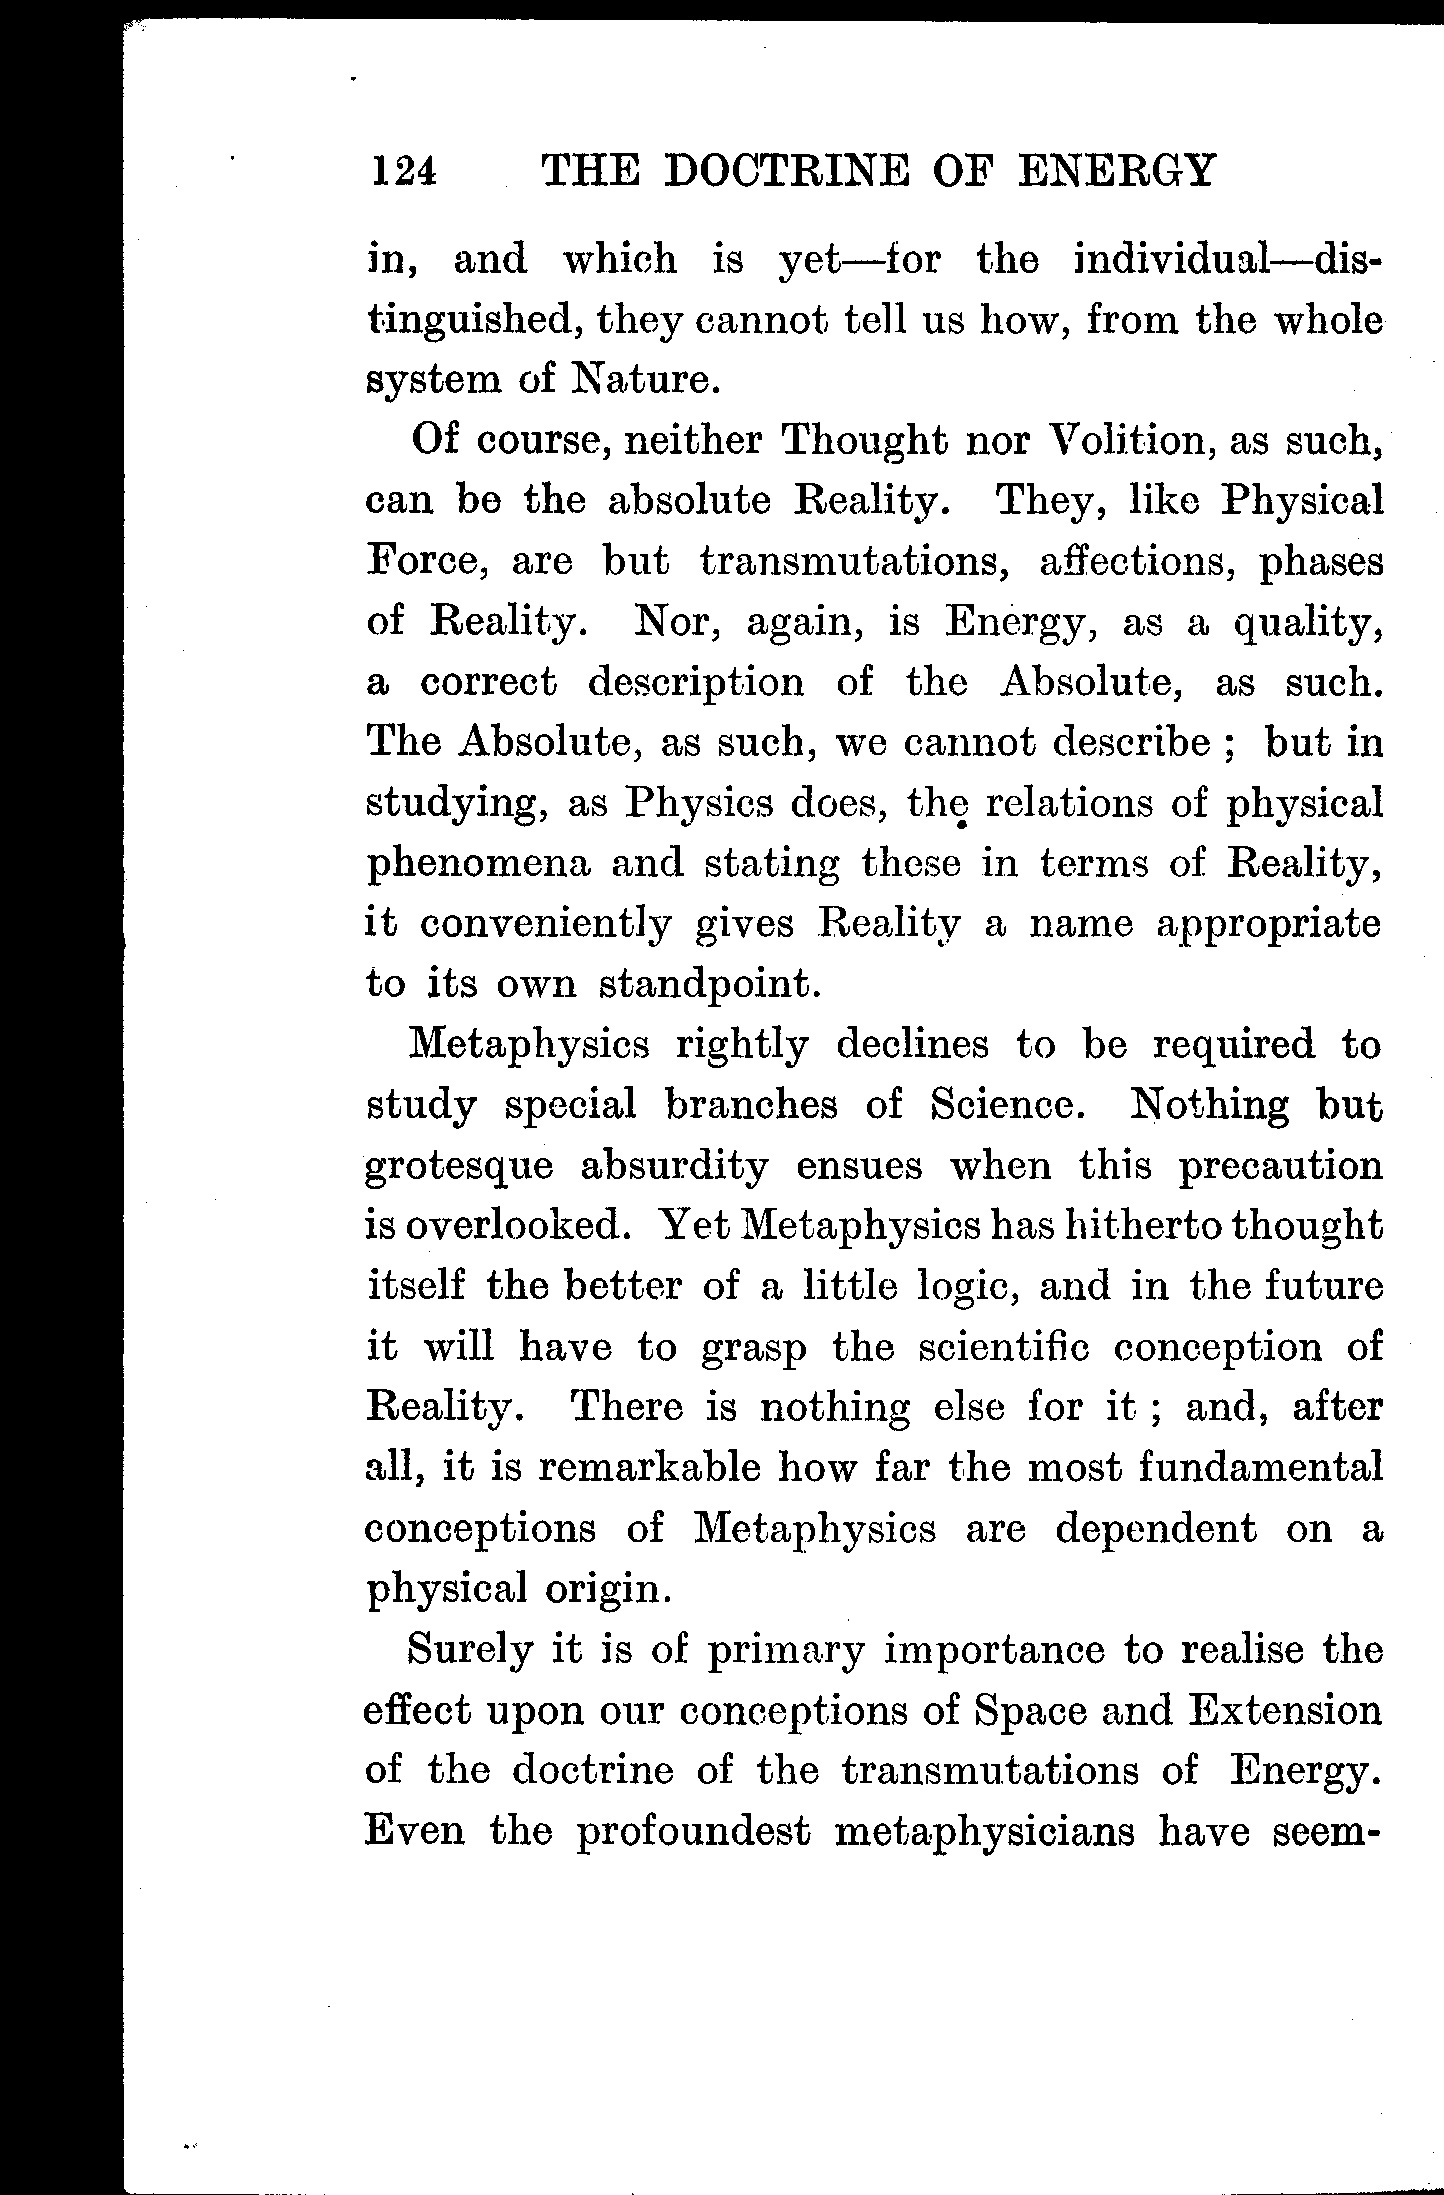 124 THE DOCTRINE OF ENERGY
in, and which is yet—for the individual—dis-
tinguished, they cannot tell us how, from the whole
system of Nature.
Of course, neither Thought nor Volition, as such,
can be the absolute Reality. They, like Physical
Force, are but transmutations, affections, phases
of Reality. Nor, again, is Energy, as a quality,
a correct description of the Absolute, as such.
The Absolute, as such, we cannot describe ; but in
studying, as Physics does, the relations of physical
phenomena and stating these in terms of Reality,
it conveniently gives Reality a name appropriate
to its own standpoint.
Metaphysics rightly declines to be required to
study special branches of Science. Nothing but
grotesque absurdity ensues when this precaution
is overlooked. Yet Metaphysics has hitherto thought
itself the better of a little logic, and in the future
it will have to grasp the scientific conception of
Reality. There is nothing else for it ; and, after
all, it is remarkable how far the most fundamental
conceptions of Metaphysics are dependent on a
physical origin.
Surely it is of primary importance to realise the
effect upon our conceptions of Space and Extension
of the doctrine of the transmutations of Energy.
Even the profoundest metaphysicians have seem-